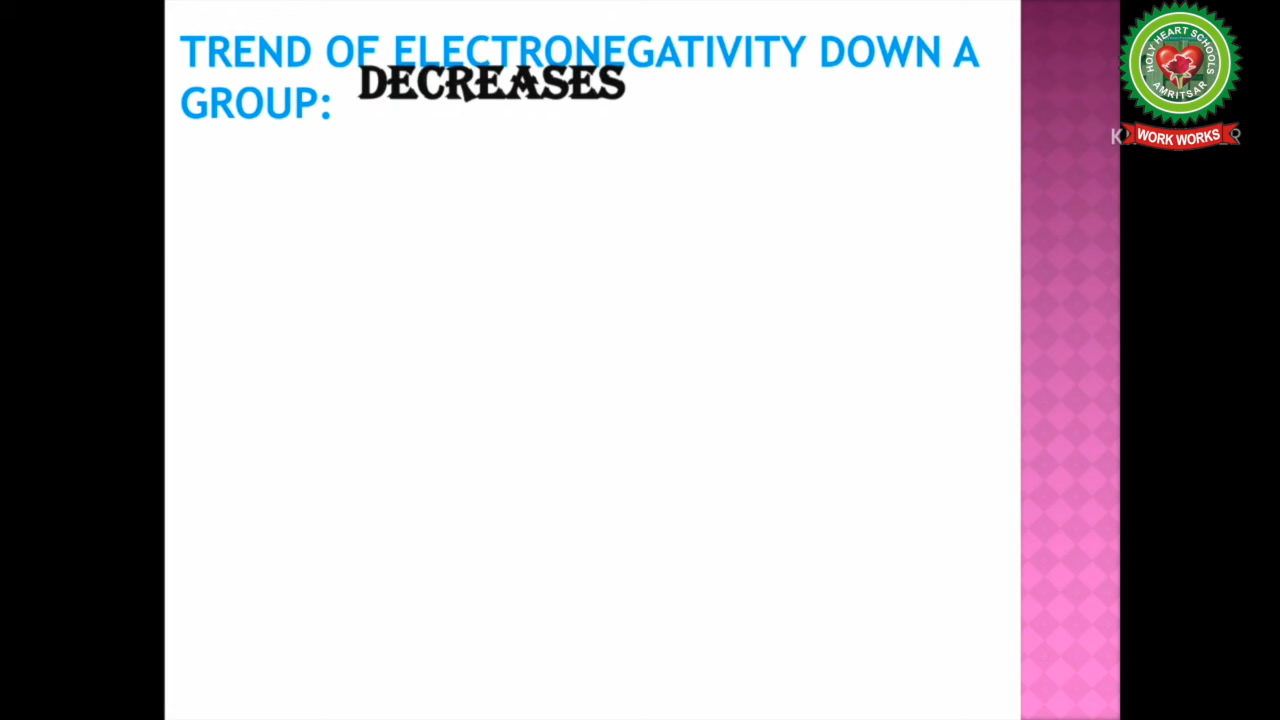 TREND OF ELECTRONEGATIVITY DOWN A
GROUP: DECREASES
HOLY HEART SCHOOLS
AMRITSAR
WORK WORKS